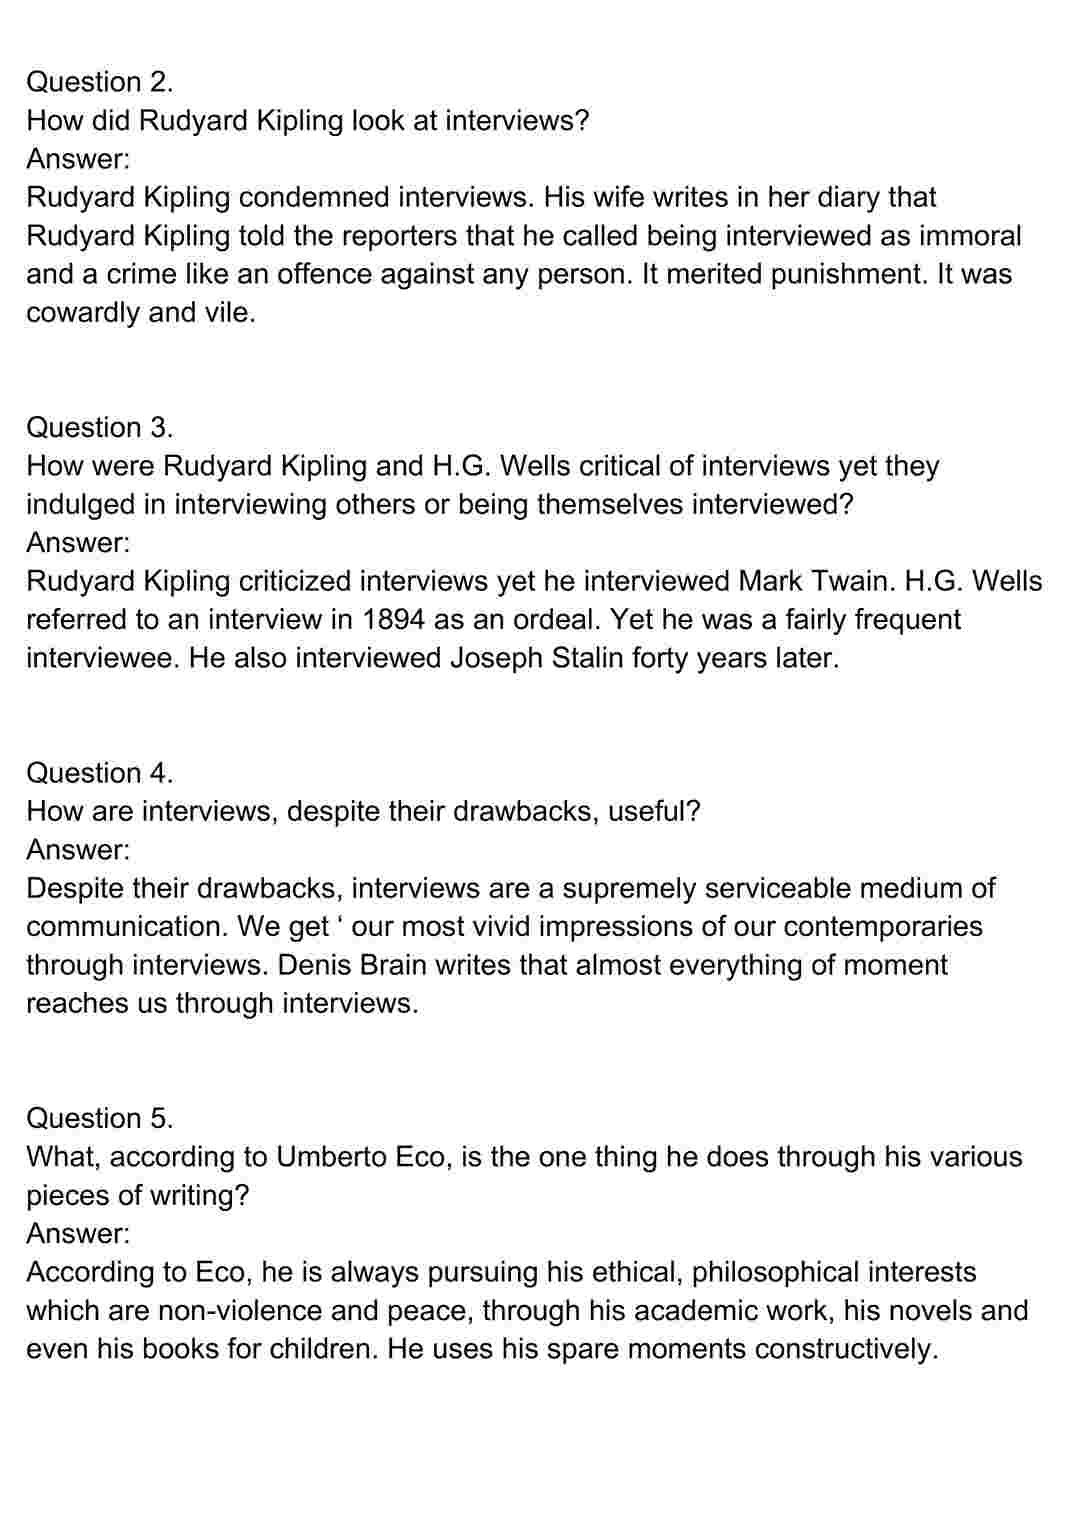 Question 2.
How did Rudyard Kipling look at interviews?
Answer:
Rudyard Kipling condemned interviews. His wife writes in her diary that
Rudyard Kipling told the reporters that he called being interviewed as immoral
and a crime like an offence against any person. It merited punishment. It was
cowardly and vile.
Question 3.
How were Rudyard Kipling and H.G. Wells critical of interviews yet they
indulged in interviewing others or being themselves interviewed?
Answer:
Rudyard Kipling criticized interviews yet he interviewed Mark Twain. H.G. Wells
referred to an interview in 1894 as an ordeal. Yet he was a fairly frequent
interviewee. He also interviewed Joseph Stalin forty years later.
Question 4.
How are interviews, despite their drawbacks, useful?
Answer:
Despite their drawbacks, interviews are a supremely serviceable medium of
communication. We get ‘ our most vivid impressions of our contemporaries
through interviews. Denis Brain writes that almost everything of moment
reaches us through interviews.
Question 5.
What, according to Umberto Eco, is the one thing he does through his various
pieces of writing?
Answer:
According to Eco, he is always pursuing his ethical, philosophical interests
which are non-violence and peace, through his academic work, his novels and
even his books for children. He uses his spare moments constructively.